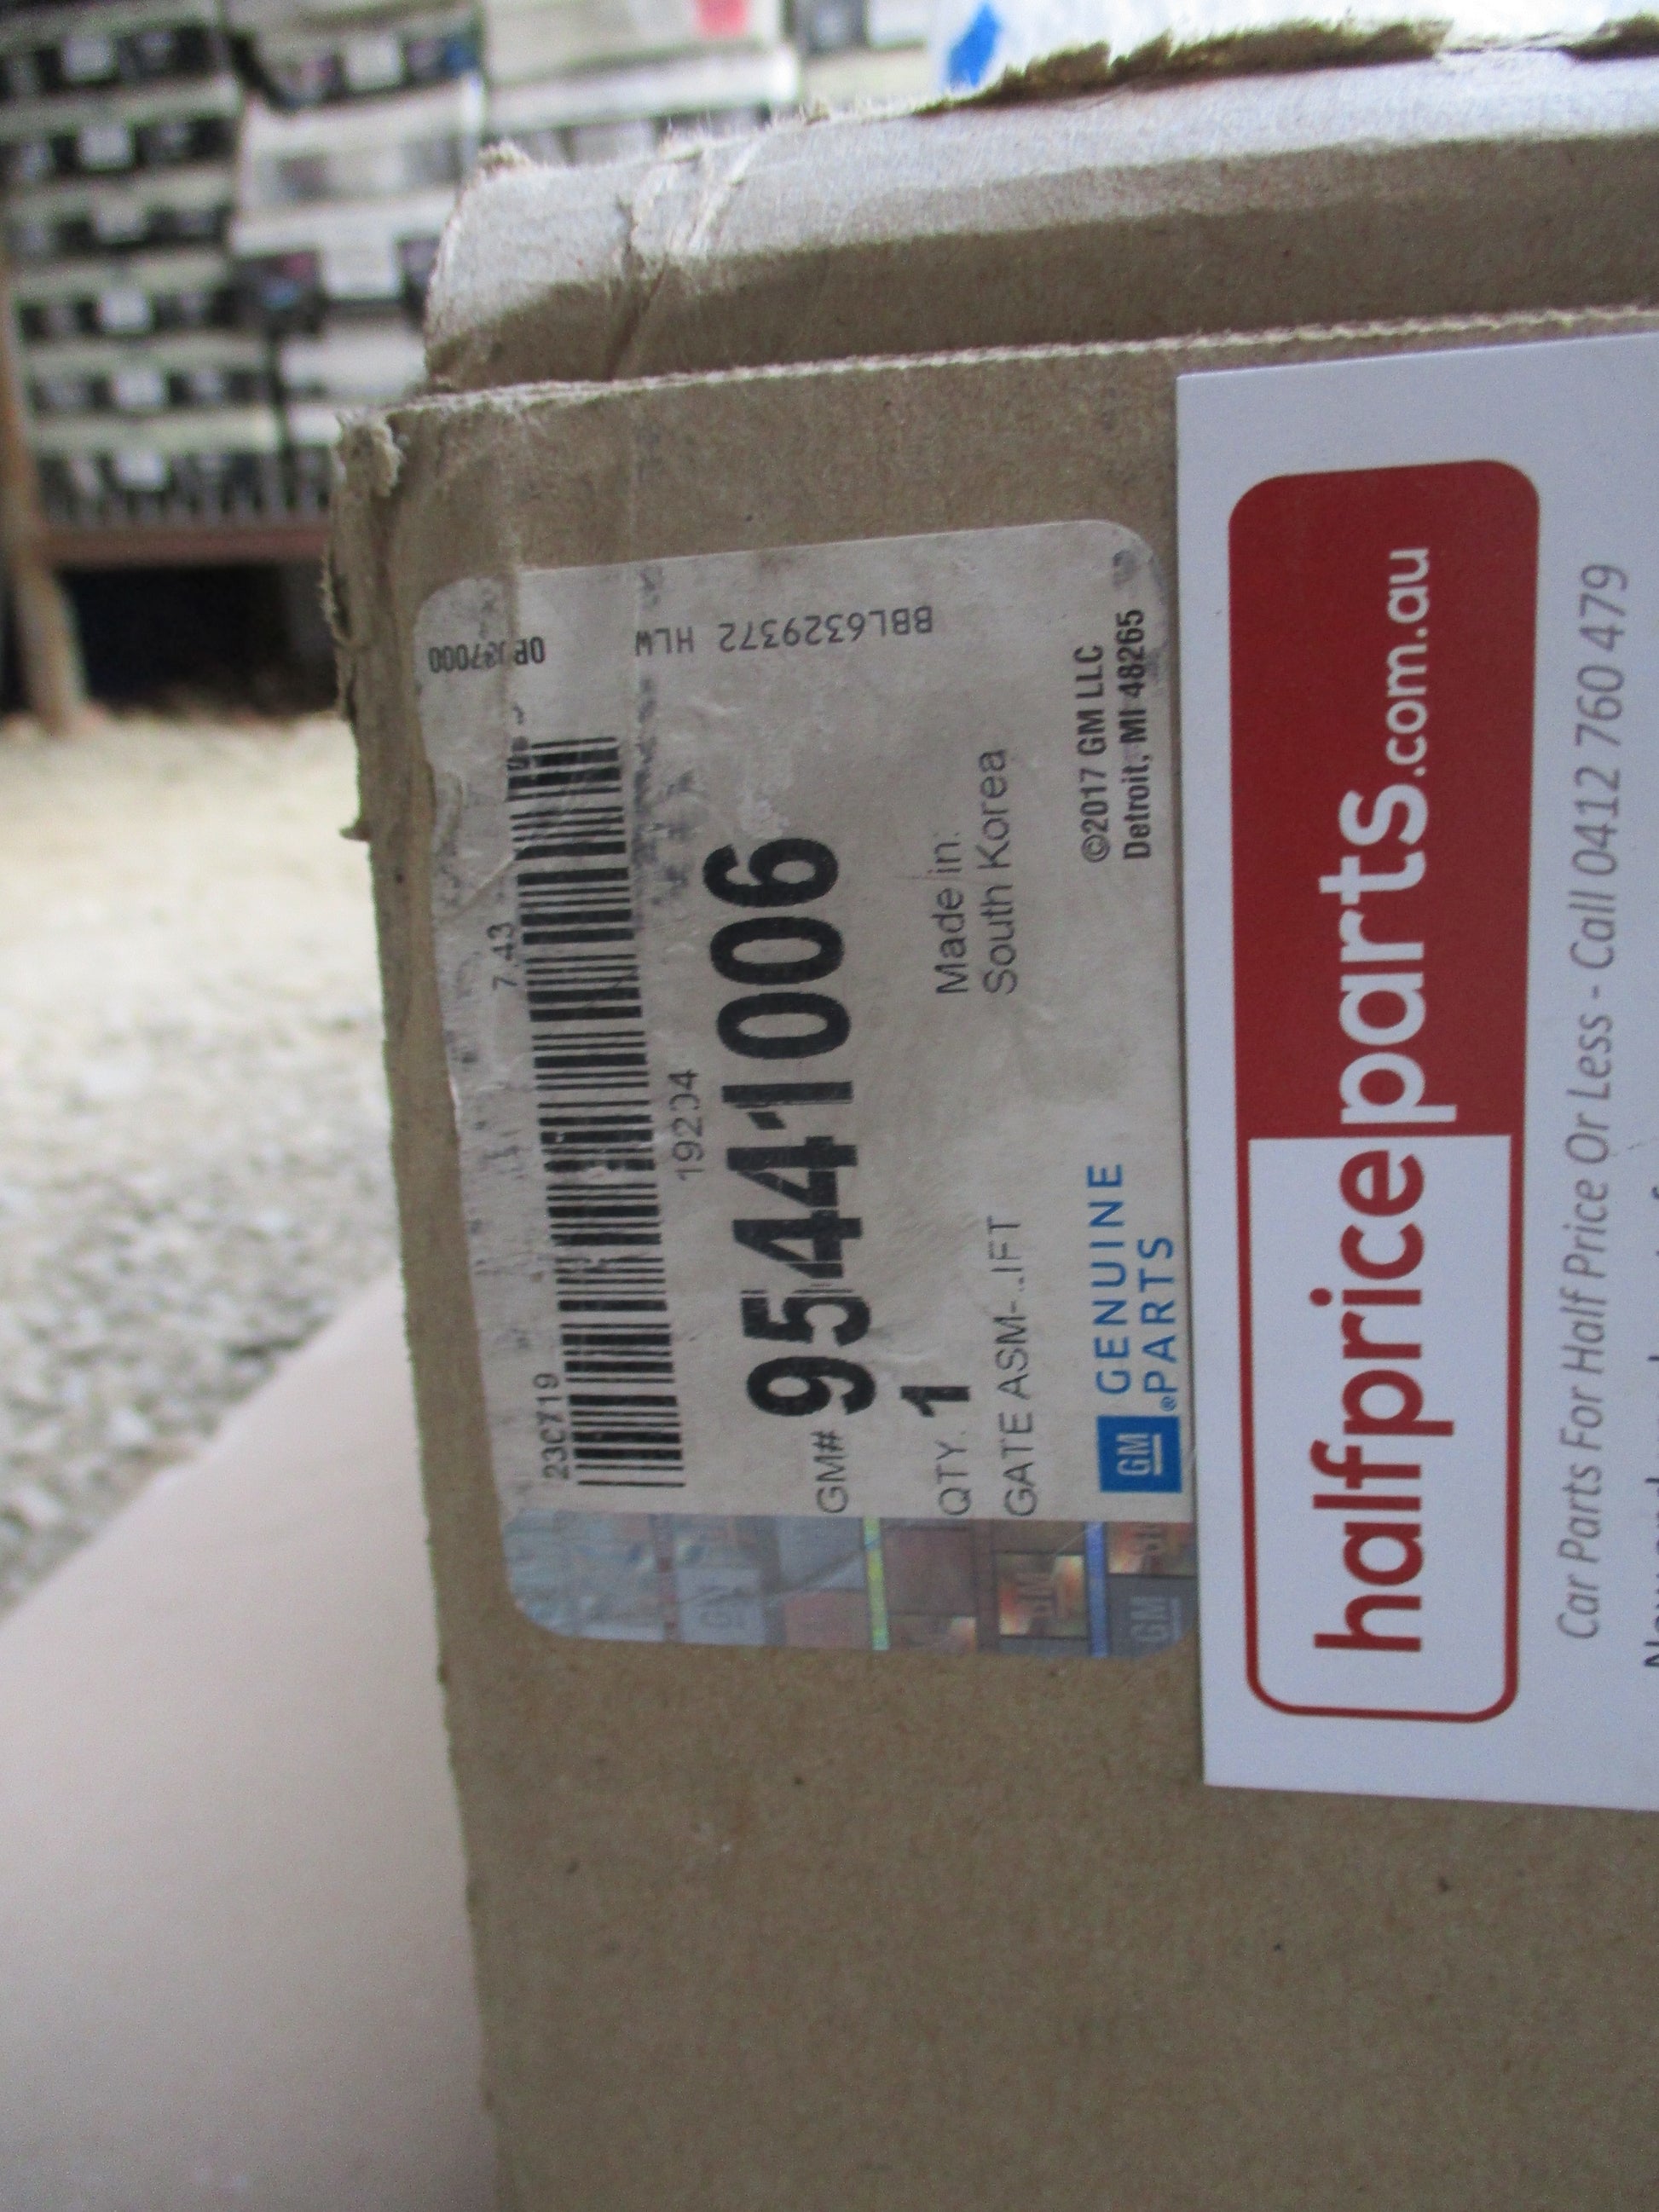 23C719
7.43
19204
GM# 95441006
QTY. 1
Made in
South Korea
GATE ASM-
GM GENUINE
PARTS
©2017 GM LLC
Detroit, MI 48265
BBL6329372 HLW
GM
halfpriceparts.com.au
Car Parts For Half Price Or Less - Call 0412 760 479